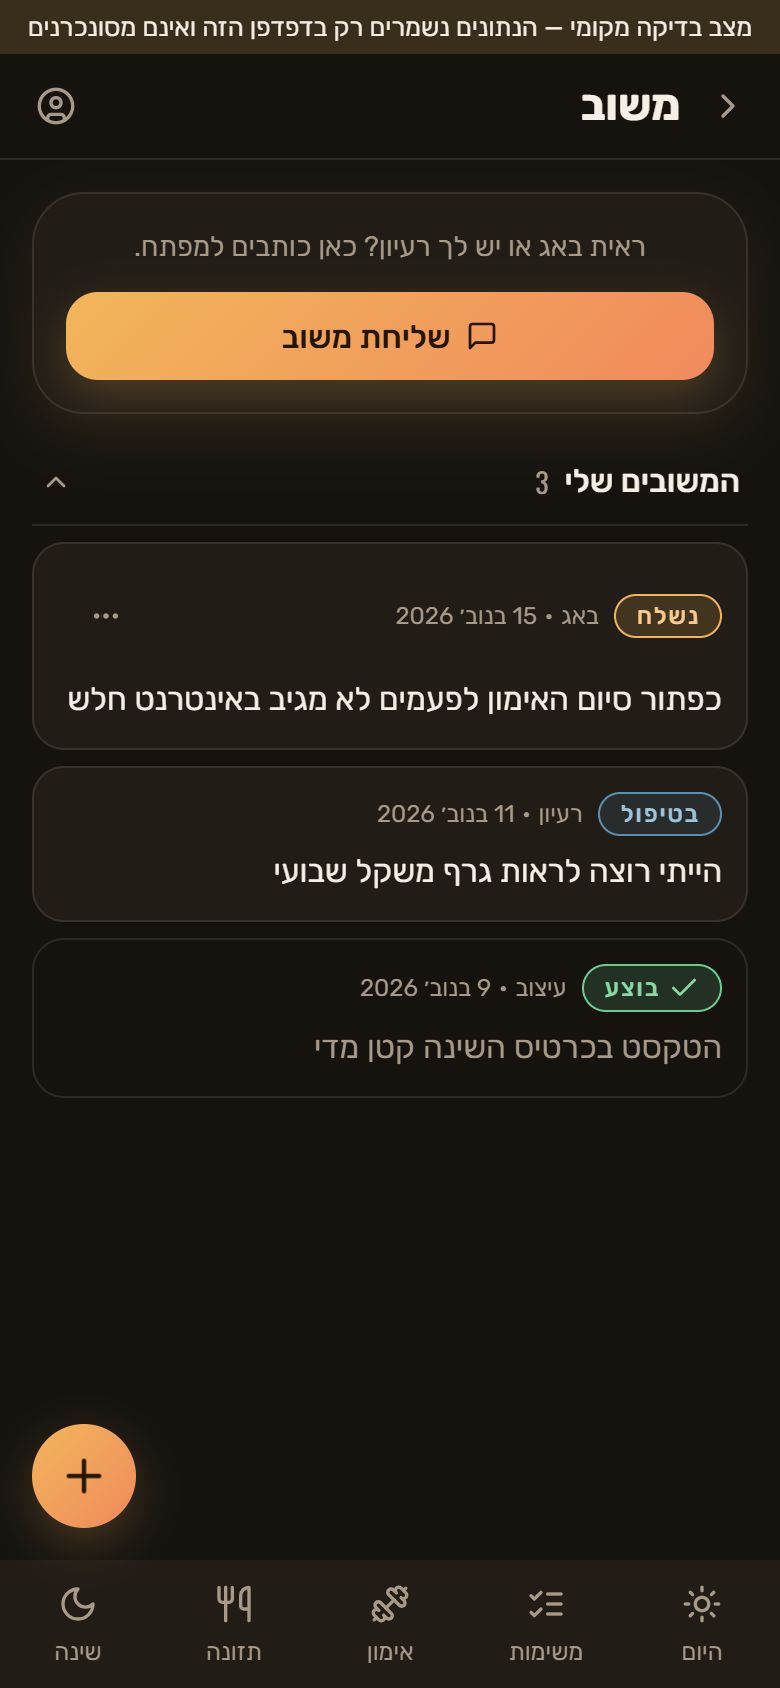 מצב בדיקה מקומי — הנתונים נשמרים רק בדפדפן הזה ואינם מסונכרנים
משוב
ראית באג או יש לך רעיון? כאן כותבים למפתח.
שליחת משוב
המשובים שלי 3
נשלח באג • 15 בנוב׳ 2026
כפתור סיום האימון לפעמים לא מגיב באינטרנט חלש
בטיפול רעיון • 11 בנוב׳ 2026
הייתי רוצה לראות גרף משקל שבועי
בוצע עיצוב • 9 בנוב׳ 2026
הטקסט בכרטיס השינה קטן מדי
היום משימות אימון תזונה שינה